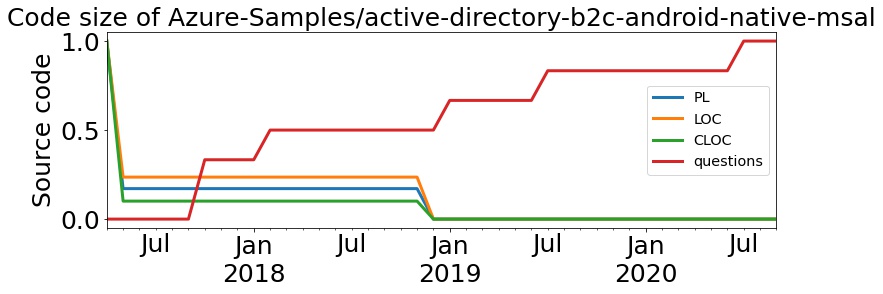 Code size of Azure-Samples/active-directory-b2c-android-native-msal
Source code
1.0
0.5
0.0
PL
LOC
CLOC
questions
Jul Jan Jul Jan Jul Jan Jul
2018 2019 2020